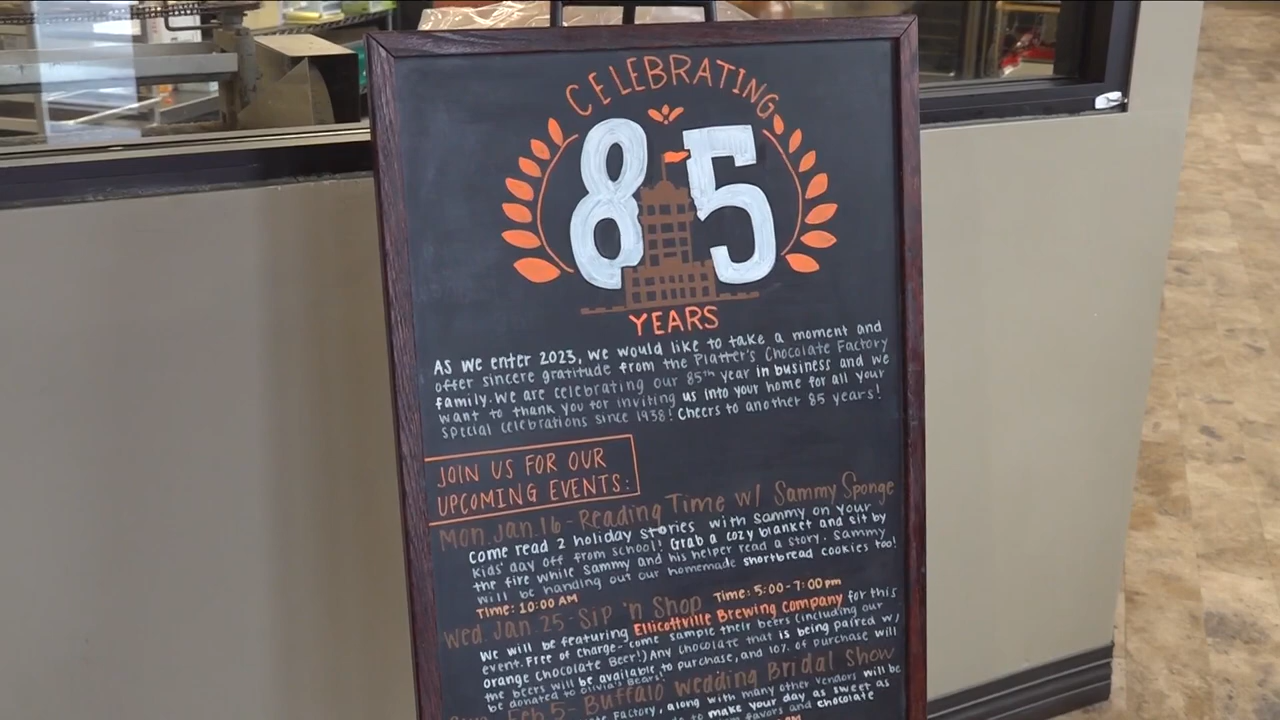 CELEBRATING
85
YEARS
As we enter 2023, we would like to take a moment and
offer sincere gratitude from the Platter's Chocolate Factory
family. We are celebrating our 85th year in business and we
want to thank you for inviting us into your home for all your
special celebrations since 1938! Cheers to another 85 years!
JOIN US FOR OUR
UPCOMING EVENTS:
Mon. Jan. 16 - Reading Time w/ Sammy Sponge
Come read 2 holiday stories with Sammy on your
kids' day off from school! Grab a cozy blanket and sit by
the fire while Sammy and his helper read a story. Sammy
will be handing out our homemade shortbread cookies too!
Time: 10:00 AM
Wed. Jan. 25 - Sip 'n Shop Time: 5:00-7:00pm
We will be featuring Ellicottville Brewing Company for this
event. Free of charge - come sample their beers (including our
orange Chocolate Beer!) Any chocolate that is being paired w/
the beers will be available to purchase, and 10% of purchase will
be donated to Olivia's Bears!
Feb 5 - Buffalo Wedding Bridal Show
Factory, along with many other vendors will be
to make your day as sweet as
favors and chocolate
AM